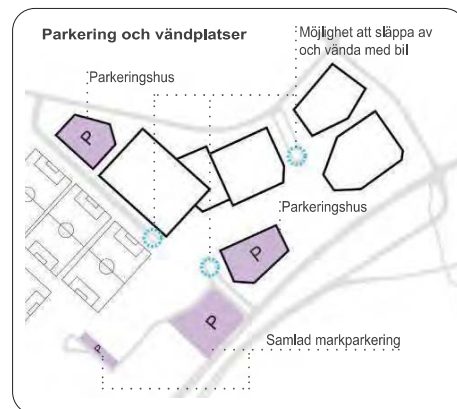 Parkering och vändplatser
Möjlighet att släppa av
och vända med bil
Parkeringshus
P
Parkeringshus
P
P
Samlad markparkering
P